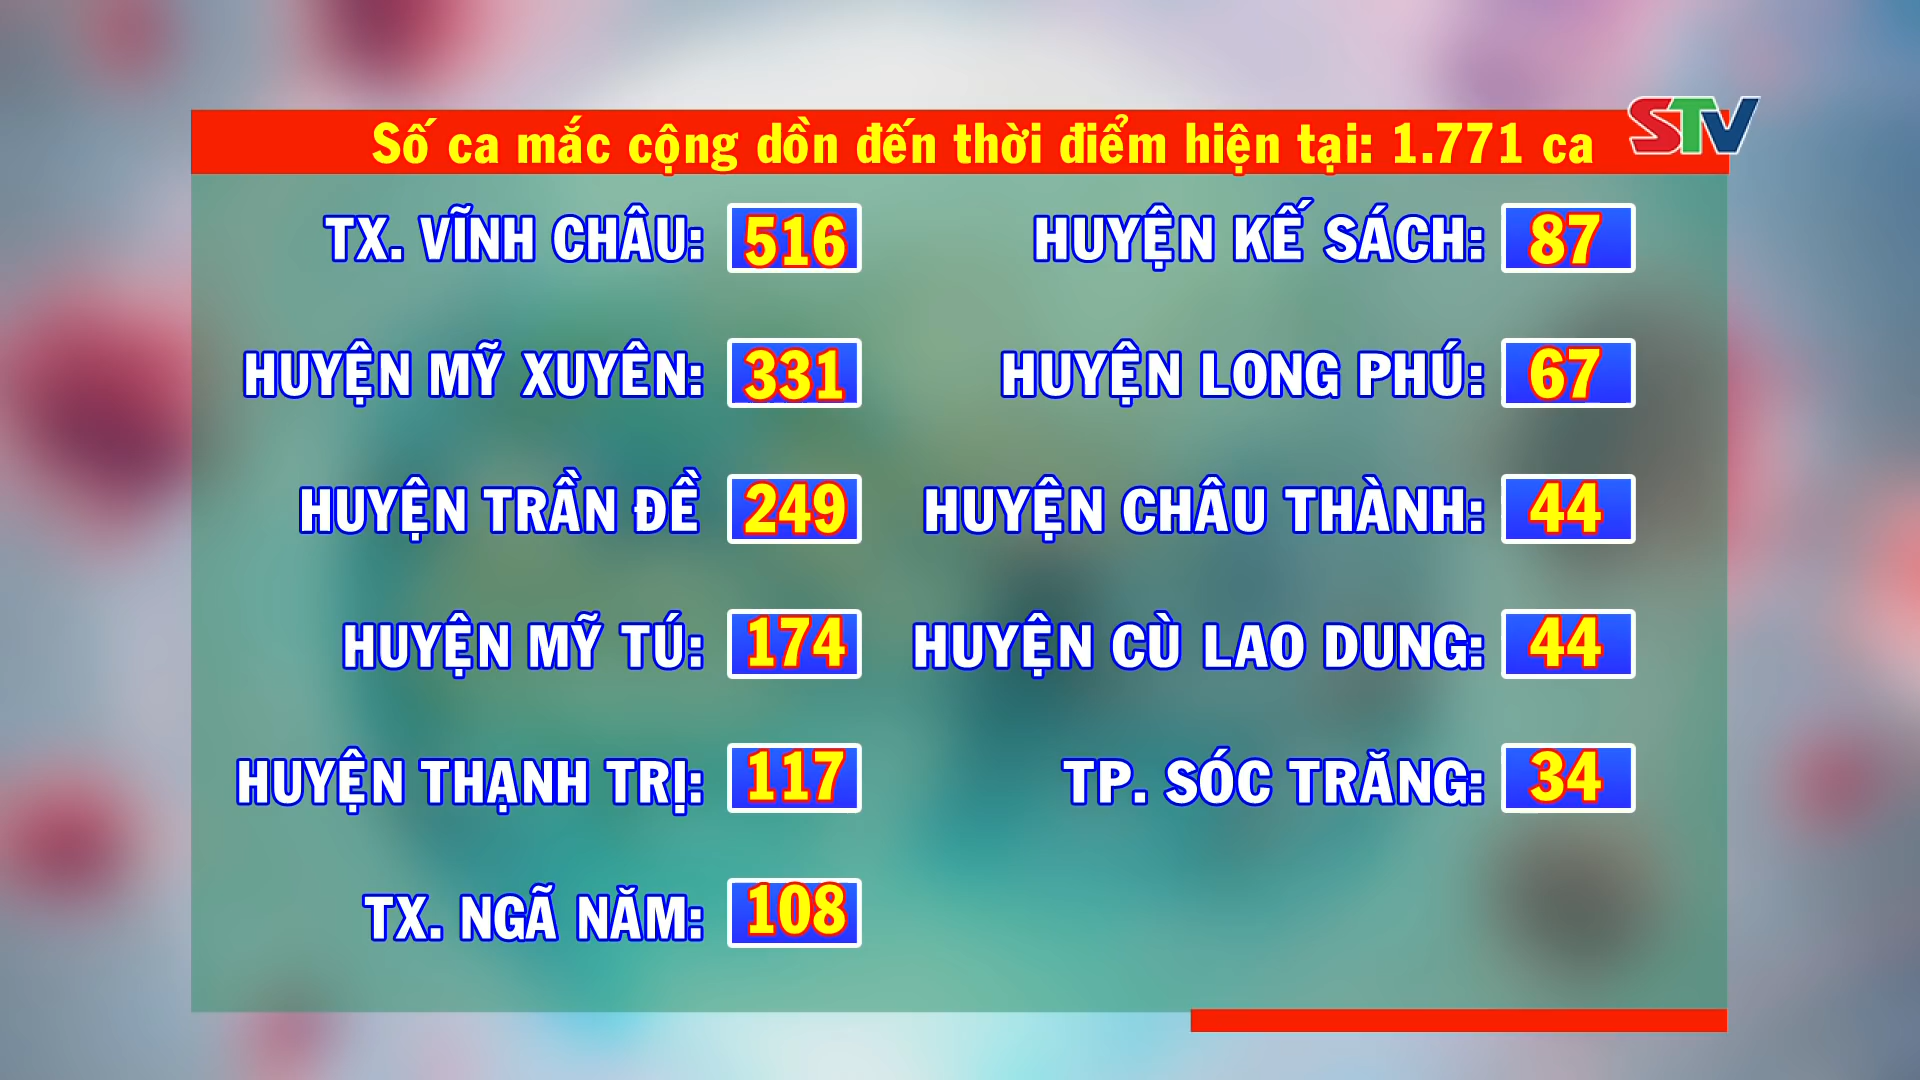 STV
Số ca mắc cộng dồn đến thời điểm hiện tại: 1.771 ca
TX. VĨNH CHÂU: 516
HUYỆN MỸ XUYÊN: 331
HUYỆN TRẦN ĐỀ 249
HUYỆN MỸ TÚ: 174
HUYỆN THẠNH TRỊ: 117
TX. NGÃ NĂM: 108
HUYỆN KẾ SÁCH: 87
HUYỆN LONG PHÚ: 67
HUYỆN CHÂU THÀNH: 44
HUYỆN CÙ LAO DUNG: 44
TP. SÓC TRĂNG: 34